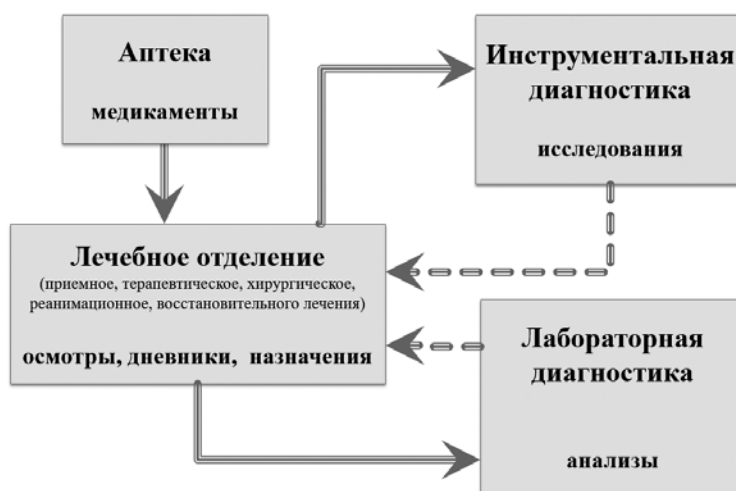 Аптека
медикаменты
Инструментальная
диагностика
исследования
Лечебное отделение
(приемное, терапевтическое, хирургическое,
реанимационное, восстановительного лечения)
осмотры, дневники, назначения
Лабораторная
диагностика
анализы